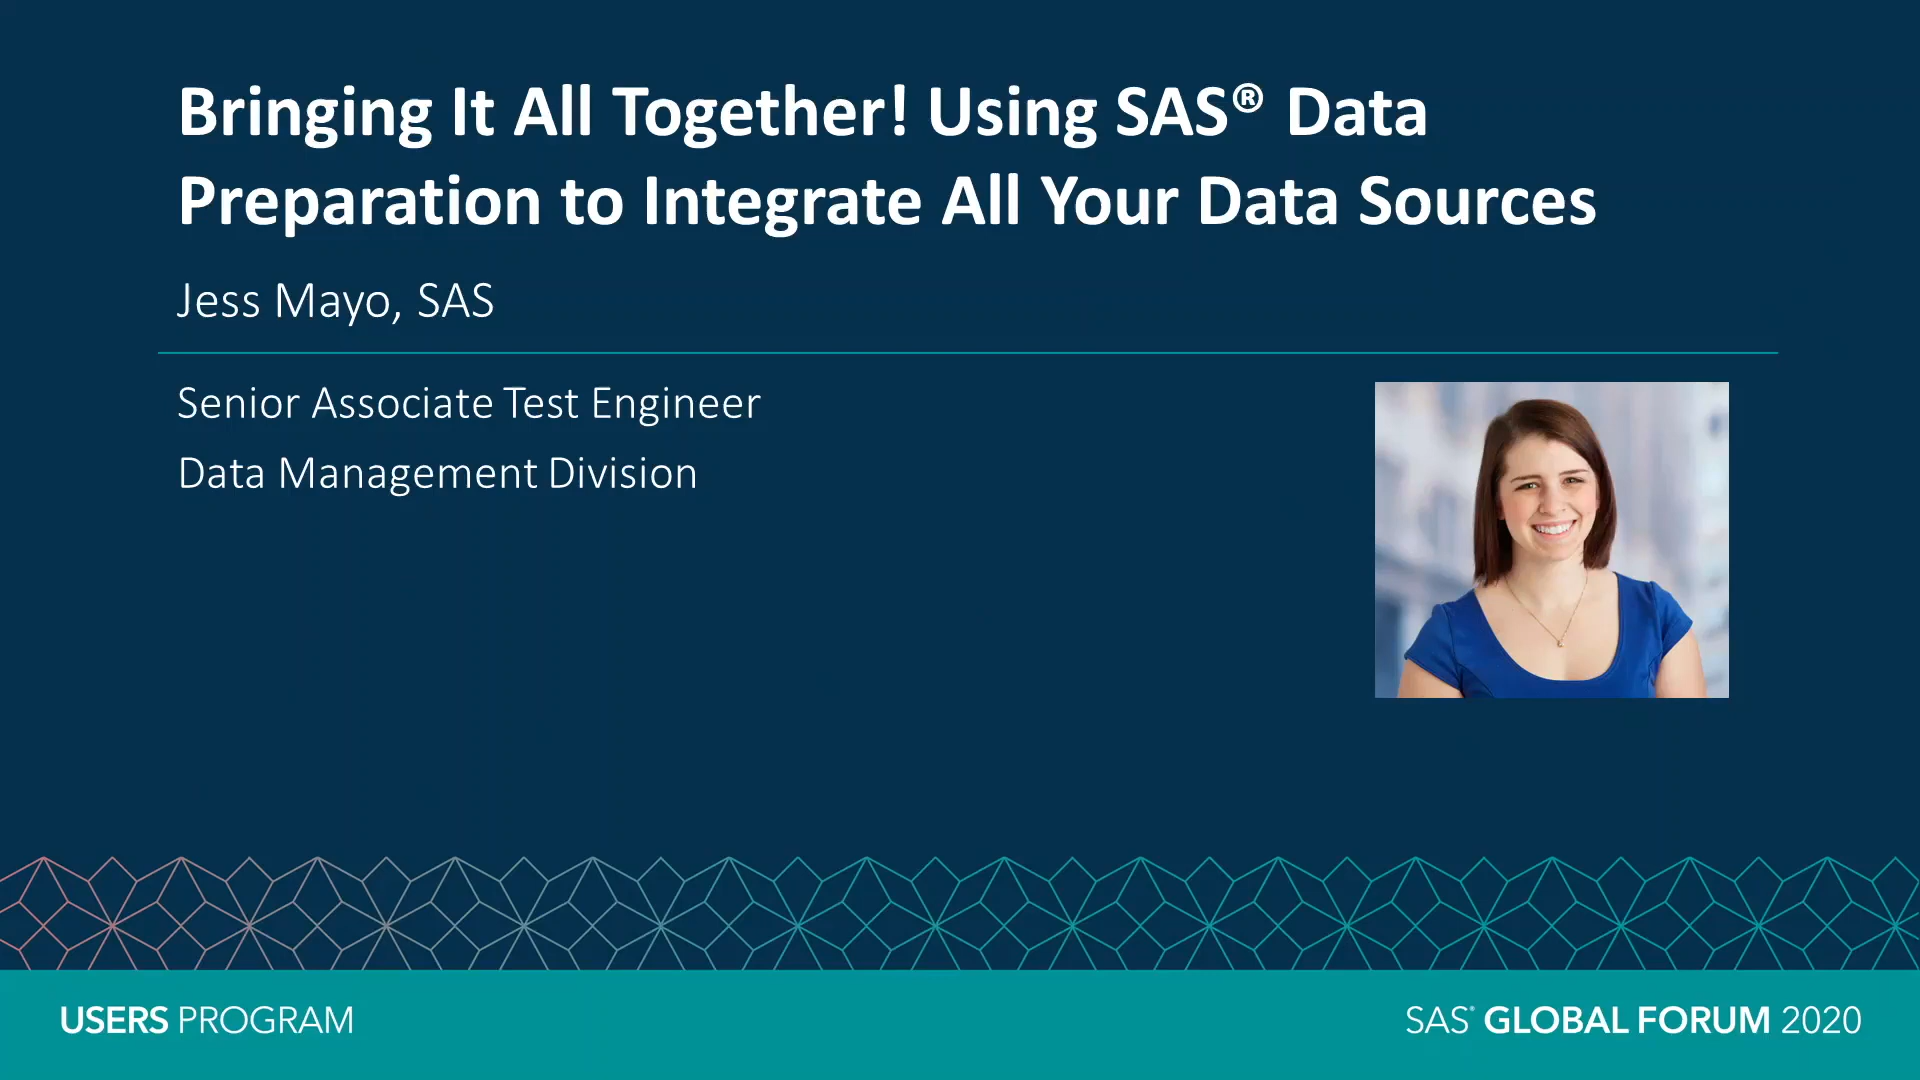 Bringing It All Together! Using SAS® Data
Preparation to Integrate All Your Data Sources
Jess Mayo, SAS
Senior Associate Test Engineer
Data Management Division
USERS PROGRAM
SAS® GLOBAL FORUM 2020